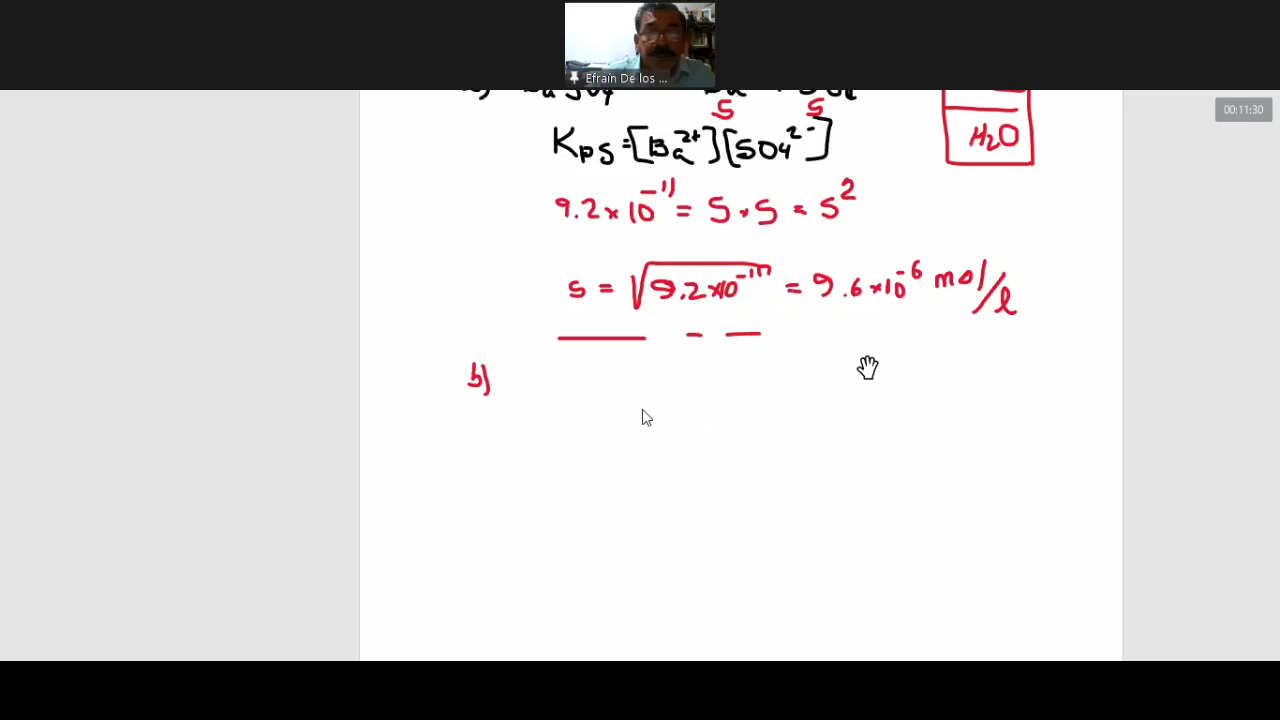 Efraín De los ...
00:11:30
S S
Kps = [Ba²⁺][SO₄²⁻]
H₂O
9.2 × 10⁻¹¹ = S × S = S²
S = √9.2×10⁻¹¹ = 9.6×10⁻⁶ mol/l
b)